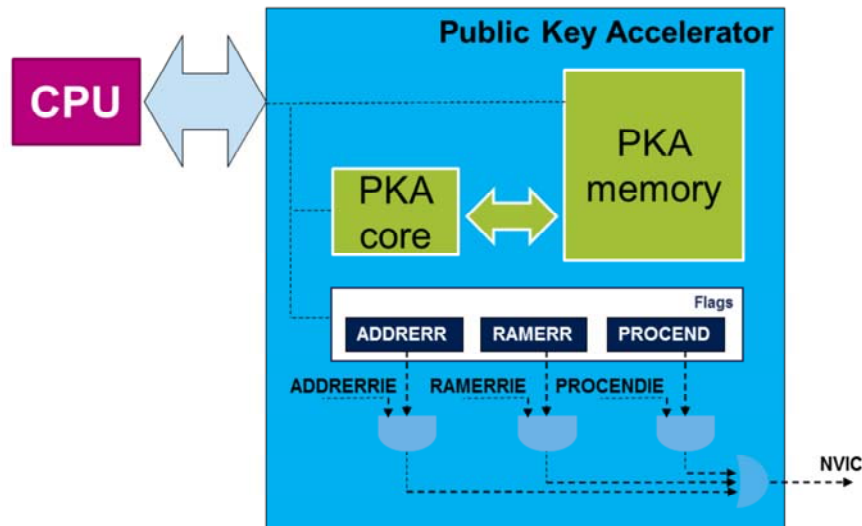 Public Key Accelerator
CPU
PKA
memory
PKA
core
Flags
ADDRERR RAMERR PROCEND
ADDRERRIE RAMERRIE PROCENDIE
NVIC